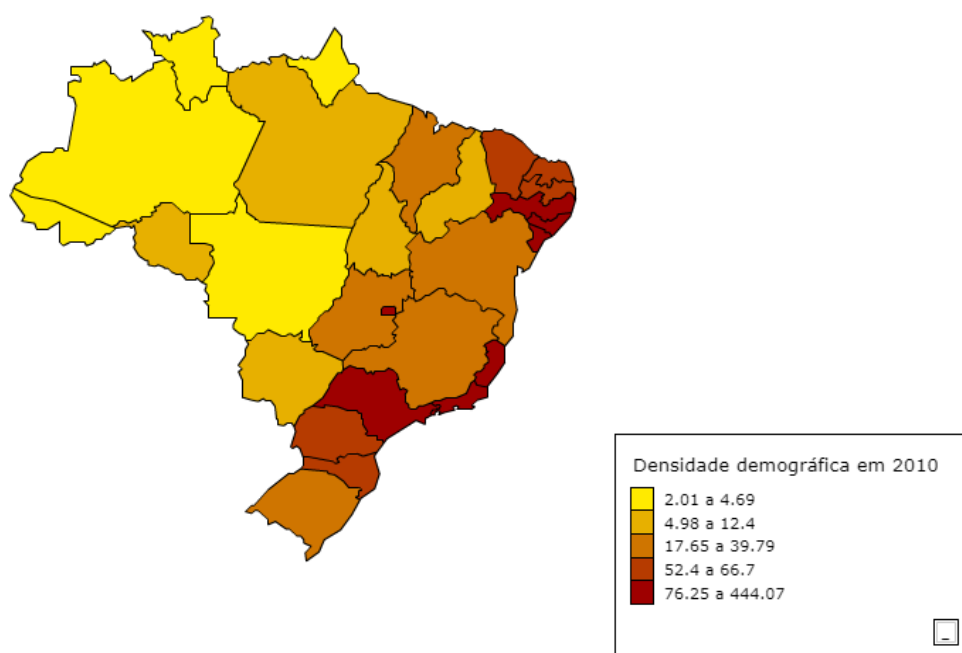 Densidade demográfica em 2010
2.01 a 4.69
4.98 a 12.4
17.65 a 39.79
52.4 a 66.7
76.25 a 444.07